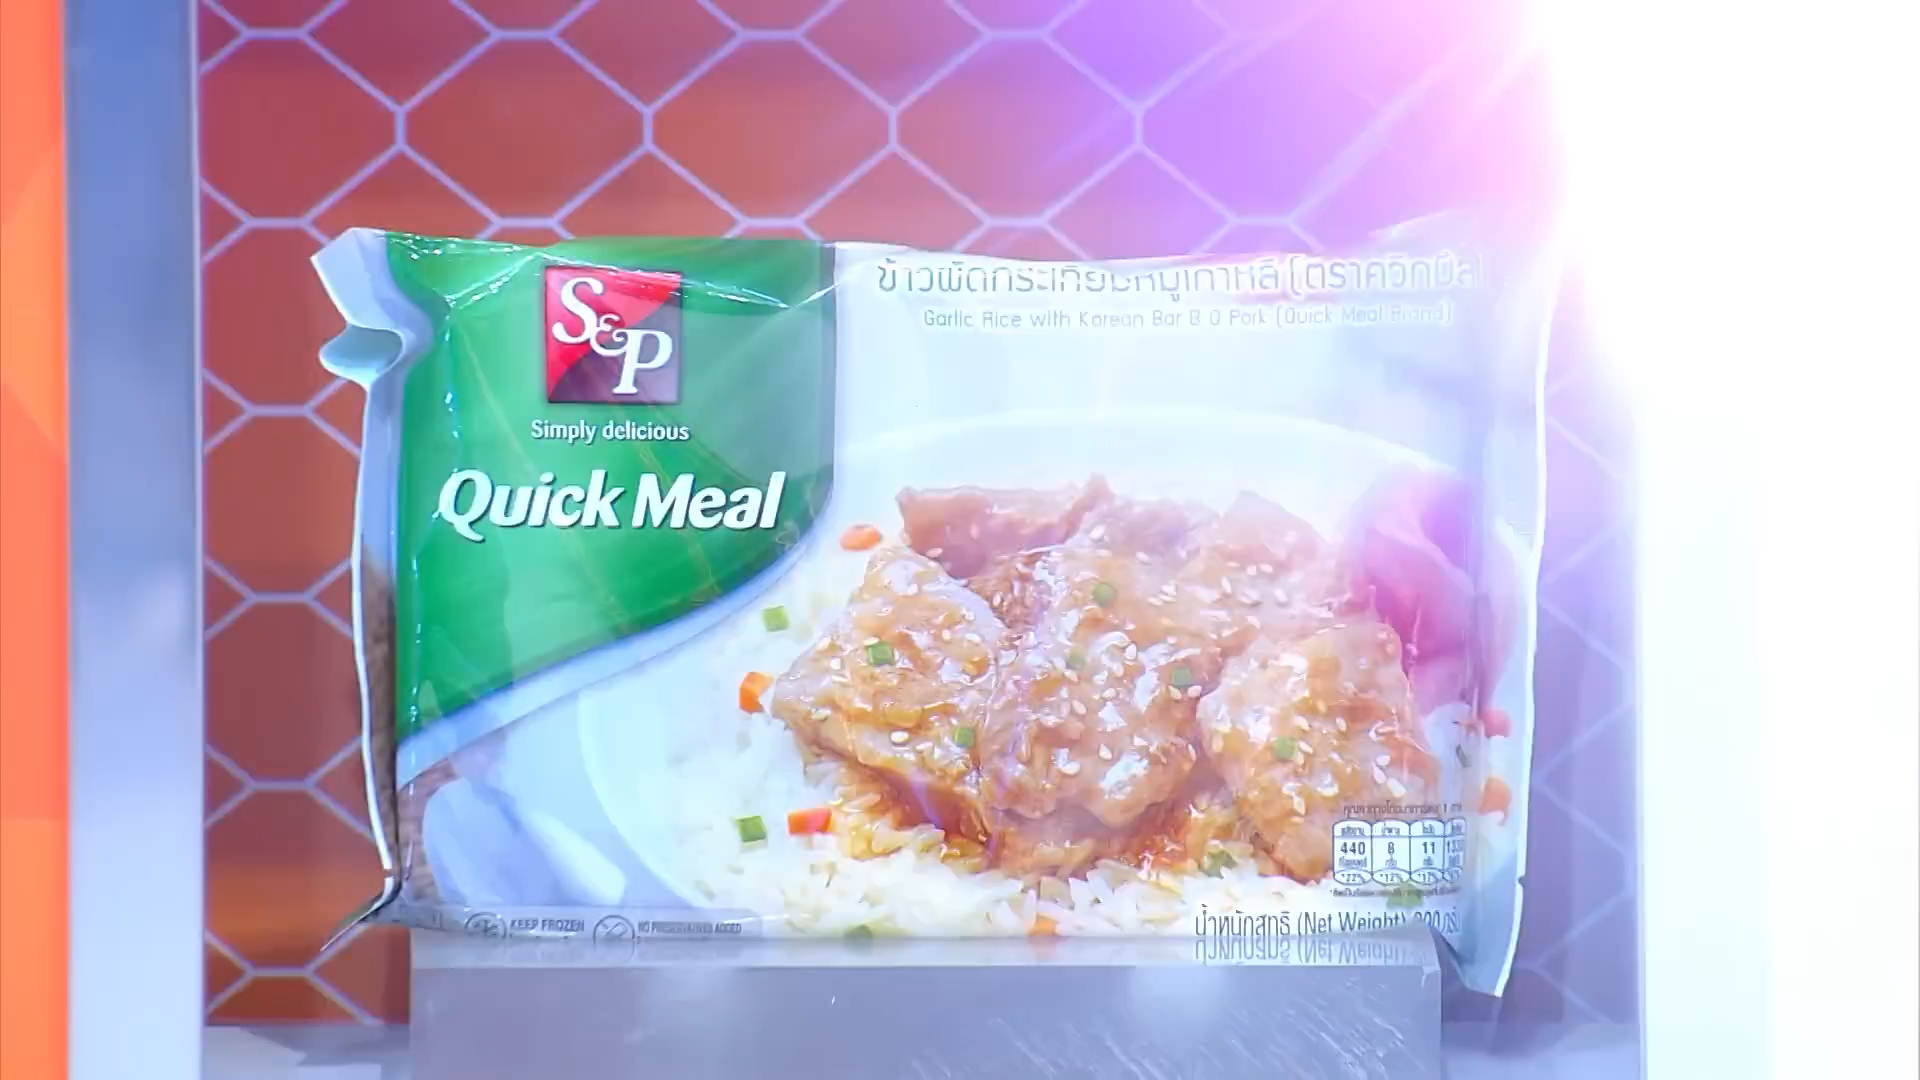 ข้าวผัดกระเทียมหมูเกาหลี (ตราควิกมีล)
Garlic Rice with Korean Bar B Q Pork (Quick Meal Brand)
S&P
Simply delicious
Quick Meal
440 8 11
*22% *12% *17%
KEEP FROZEN
NO PRESERVATIVES ADDED
น้ำหนักสุทธิ (Net Weight)